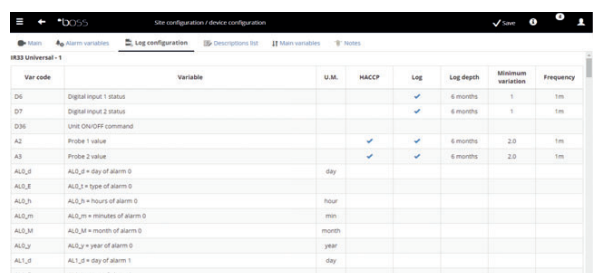 boss Site configuration / device configuration Save 0
Main Alarm variables Log configuration Descriptions list Main variables Notes
IR33 Universal - 1
Var code Variable U.M. HACCP Log Log depth Minimum variation Frequency
D6 Digital input 1 status 6 months 1 1m
D7 Digital input 2 status 6 months 1 1m
D36 Unit ON/OFF command
A2 Probe 1 value 6 months 2.0 1m
A3 Probe 2 value 6 months 2.0 1m
AL0_d AL0_d = day of alarm 0 day
AL0_E AL0_t = type of alarm 0
AL0_h AL0_h = hours of alarm 0 hour
AL0_m AL0_m = minutes of alarm 0 min
AL0_M AL0_M = month of alarm 0 month
AL0_y AL0_y = year of alarm 0 year
AL1_d AL1_d = day of alarm 1 day